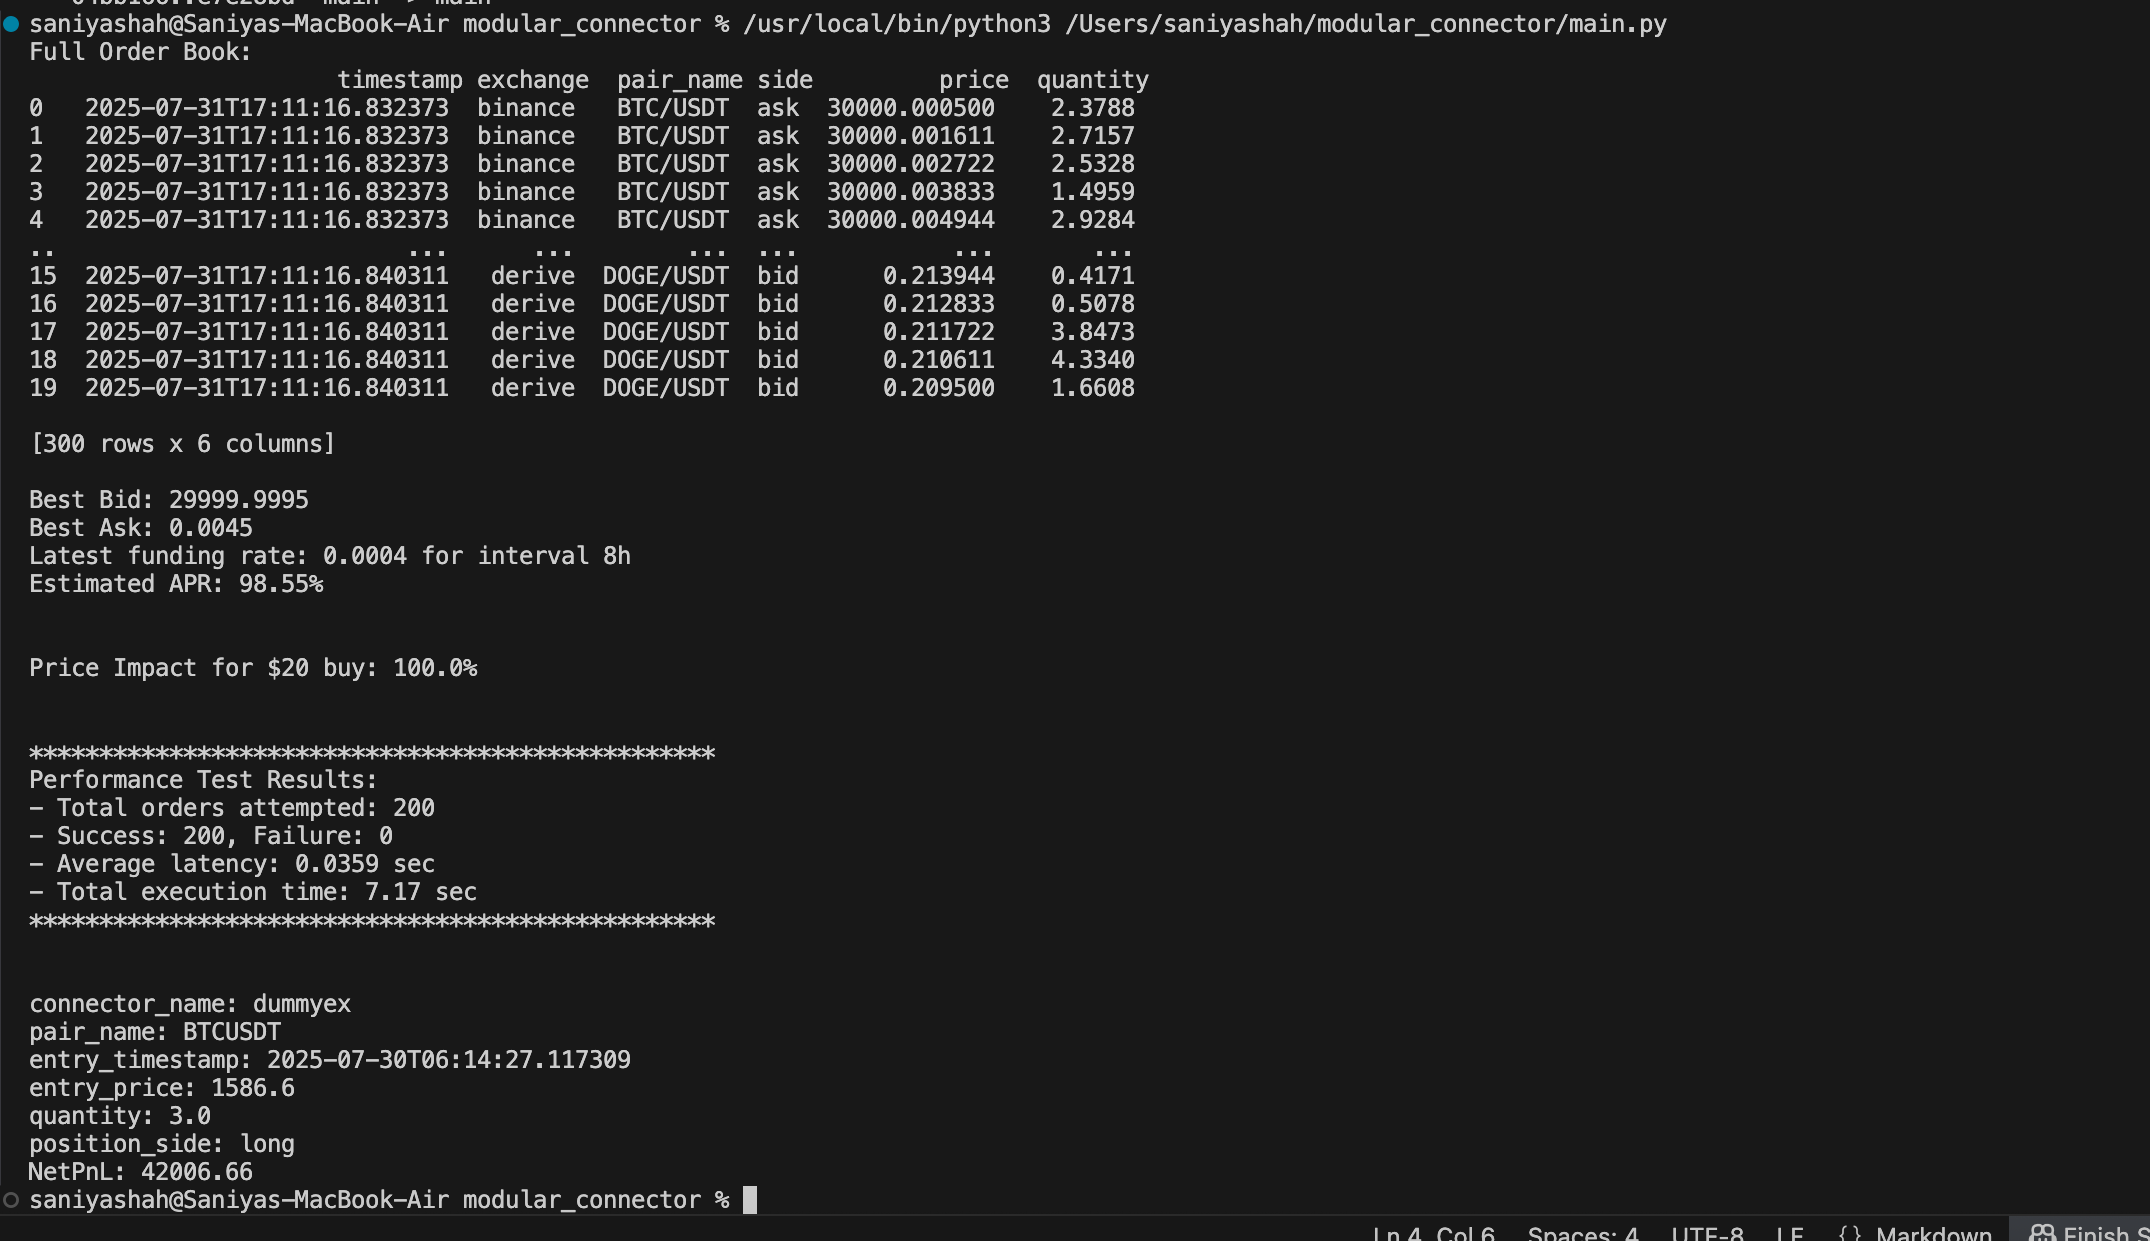 saniyashah@Saniyas-MacBook-Air modular_connector % /usr/local/bin/python3 /Users/saniyashah/modular_connector/main.py
Full Order Book:
timestamp exchange pair_name side price quantity
0 2025-07-31T17:11:16.832373 binance BTC/USDT ask 30000.000500 2.3788
1 2025-07-31T17:11:16.832373 binance BTC/USDT ask 30000.001611 2.7157
2 2025-07-31T17:11:16.832373 binance BTC/USDT ask 30000.002722 2.5328
3 2025-07-31T17:11:16.832373 binance BTC/USDT ask 30000.003833 1.4959
4 2025-07-31T17:11:16.832373 binance BTC/USDT ask 30000.004944 2.9284
.. ... ... ... ... ... ...
15 2025-07-31T17:11:16.840311 derive DOGE/USDT bid 0.213944 0.4171
16 2025-07-31T17:11:16.840311 derive DOGE/USDT bid 0.212833 0.5078
17 2025-07-31T17:11:16.840311 derive DOGE/USDT bid 0.211722 3.8473
18 2025-07-31T17:11:16.840311 derive DOGE/USDT bid 0.210611 4.3340
19 2025-07-31T17:11:16.840311 derive DOGE/USDT bid 0.209500 1.6608
[300 rows x 6 columns]
Best Bid: 29999.9995
Best Ask: 0.0045
Latest funding rate: 0.0004 for interval 8h
Estimated APR: 98.55%
Price Impact for $20 buy: 100.0%
*************************************************
Performance Test Results:
- Total orders attempted: 200
- Success: 200, Failure: 0
- Average latency: 0.0359 sec
- Total execution time: 7.17 sec
*************************************************
connector_name: dummyex
pair_name: BTCUSDT
entry_timestamp: 2025-07-30T06:14:27.117309
entry_price: 1586.6
quantity: 3.0
position_side: long
NetPnL: 42006.66
saniyashah@Saniyas-MacBook-Air modular_connector %
Ln 4, Col 6 Spaces: 4 UTF-8 LF {} Markdown Finish S